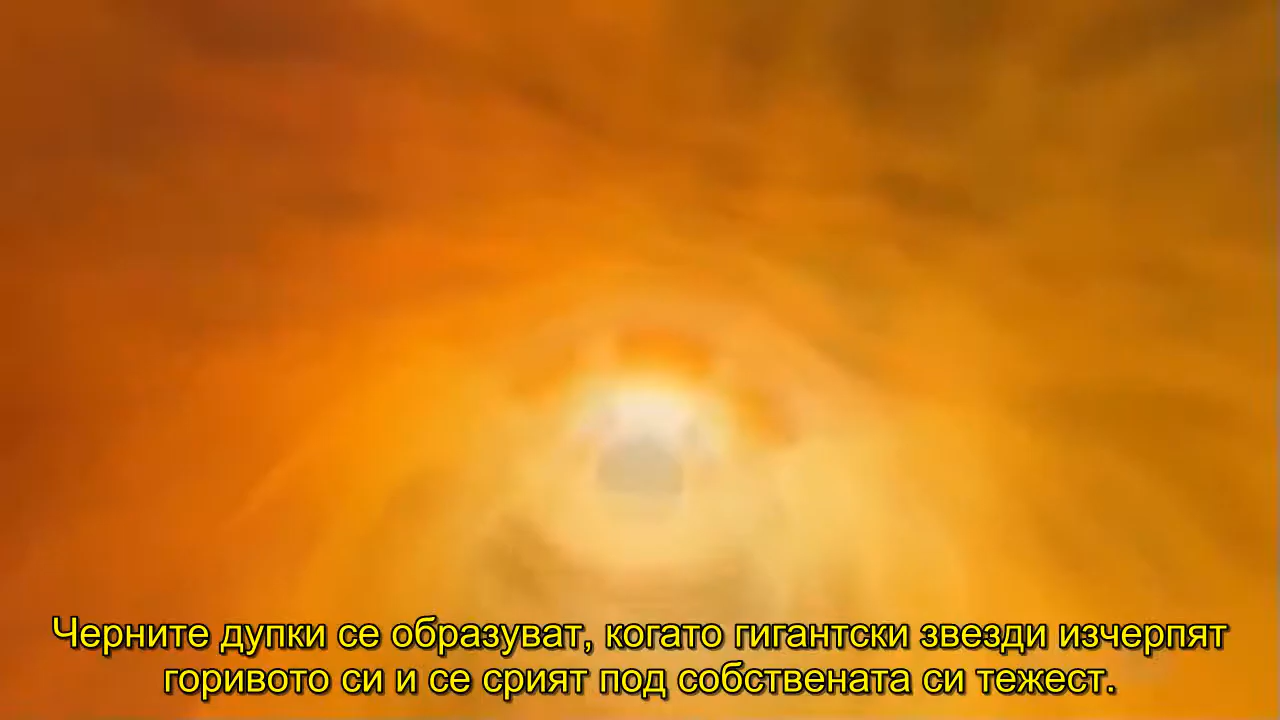 Черните дупки се образуват, когато гигантски звезди изчерпят
горивото си и се срият под собствената си тежест.